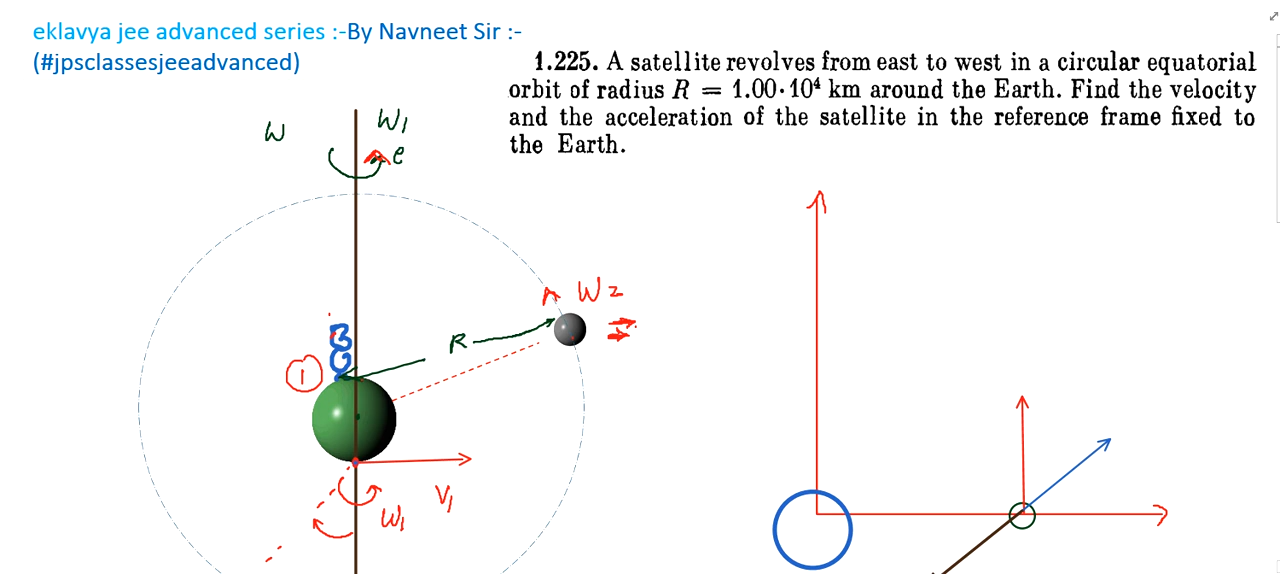 eklavya jee advanced series :-By Navneet Sir :-
(#jpsclassesjeeadvanced)
1.225. A satellite revolves from east to west in a circular equatorial
orbit of radius R = 1.00·10⁴ km around the Earth. Find the velocity
and the acceleration of the satellite in the reference frame fixed to
the Earth.
W
W1
e
W2
R
1
V1
W1